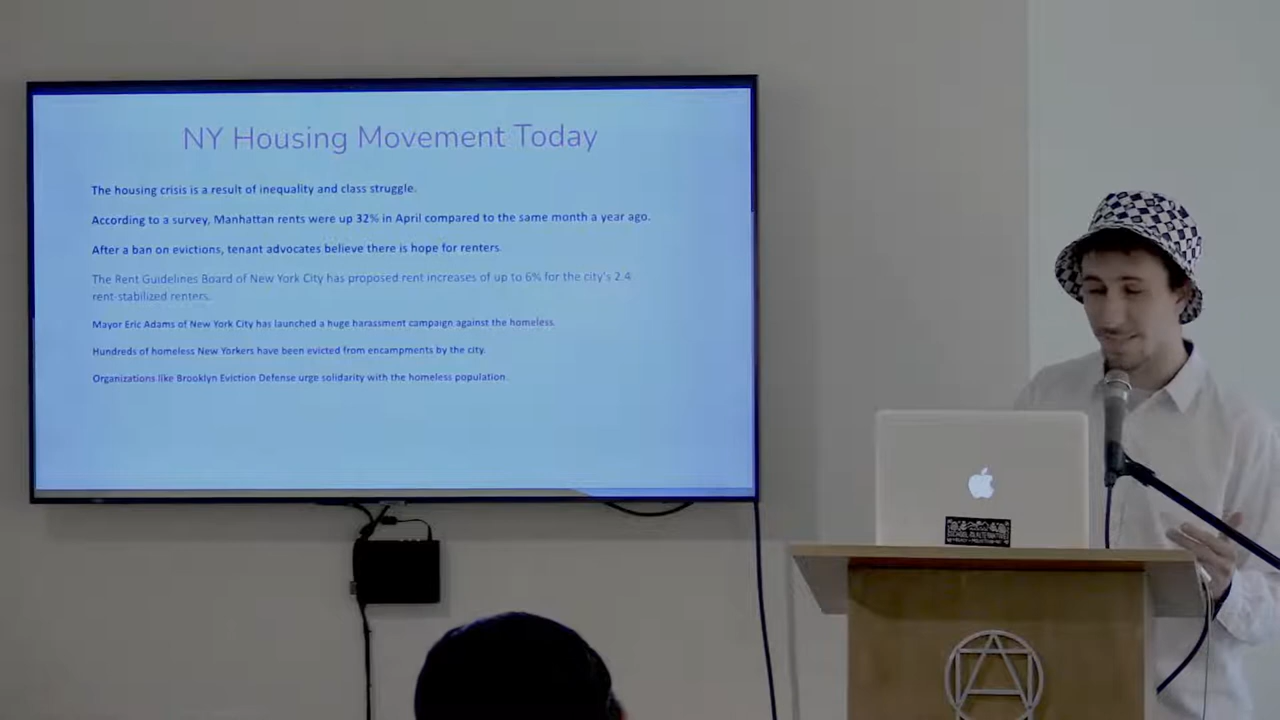 NY Housing Movement Today
The housing crisis is a result of inequality and class struggle.
According to a survey, Manhattan rents were up 32% in April compared to the same month a year ago.
After a ban on evictions, tenant advocates believe there is hope for renters.
The Rent Guidelines Board of New York City has proposed rent increases of up to 6% for the city's 2.4
rent-stabilized renters.
Mayor Eric Adams of New York City has launched a huge harassment campaign against the homeless.
Hundreds of homeless New Yorkers have been evicted from encampments by the city.
Organizations like Brooklyn Eviction Defense urge solidarity with the homeless population.